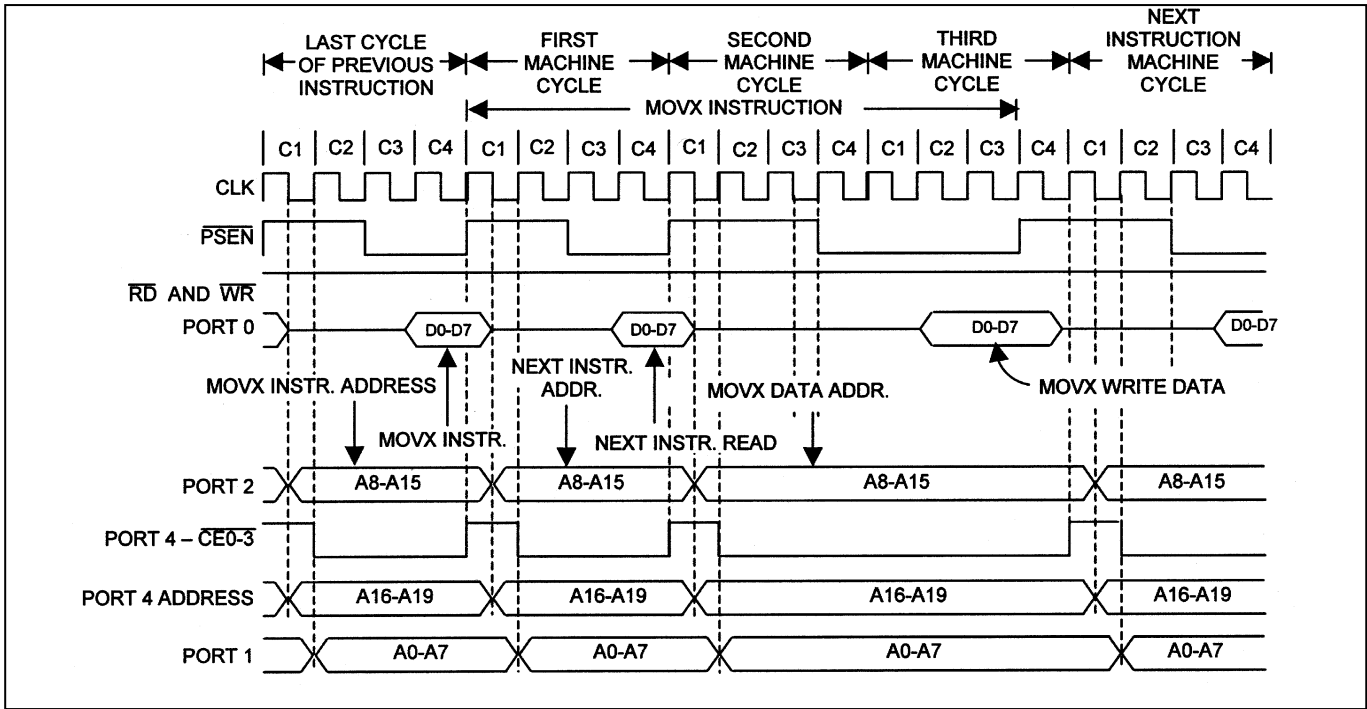 LAST CYCLE
OF PREVIOUS
INSTRUCTION
FIRST
MACHINE
CYCLE
SECOND
MACHINE
CYCLE
THIRD
MACHINE
CYCLE
NEXT
INSTRUCTION
MACHINE
CYCLE
MOVX INSTRUCTION
C1 C2 C3 C4 C1 C2 C3 C4 C1 C2 C3 C4 C1 C2 C3 C4 C1 C2 C3 C4
CLK
PSEN
RD AND WR
PORT 0 D0-D7 D0-D7 D0-D7 D0-D7
MOVX INSTR. ADDRESS
NEXT INSTR.
ADDR.
MOVX DATA ADDR.
MOVX WRITE DATA
MOVX INSTR.
NEXT INSTR. READ
PORT 2 A8-A15 A8-A15 A8-A15 A8-A15
PORT 4 – CE0-3
PORT 4 ADDRESS A16-A19 A16-A19 A16-A19 A16-A19
PORT 1 A0-A7 A0-A7 A0-A7 A0-A7